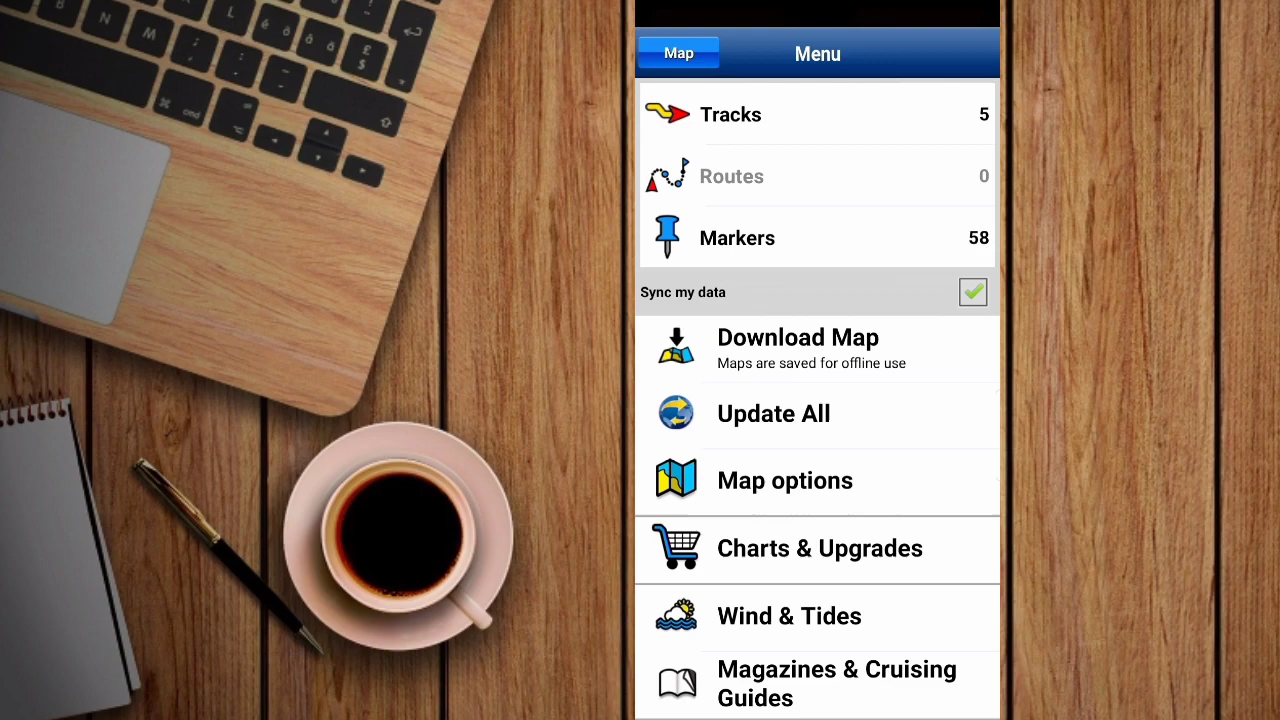 Map
Menu
Tracks 5
Routes 0
Markers 58
Sync my data
Download Map
Maps are saved for offline use
Update All
Map options
Charts & Upgrades
Wind & Tides
Magazines & Cruising
Guides
B
N
M
L
cmd